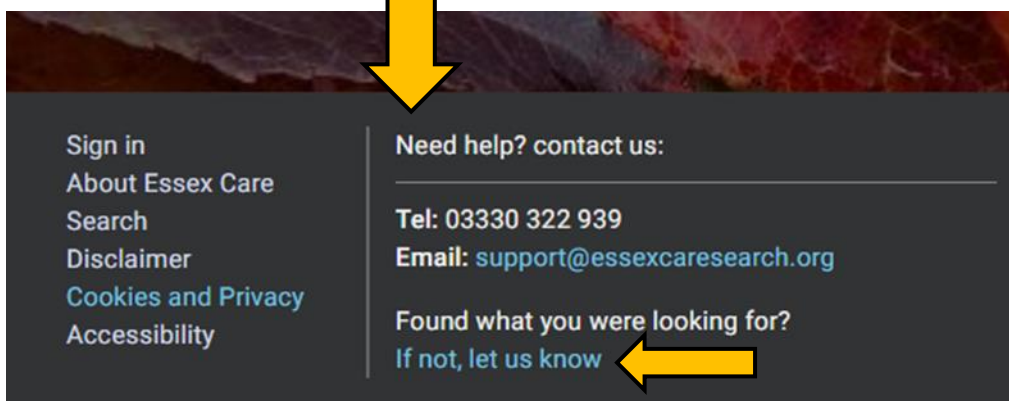 Sign in
About Essex Care
Search
Disclaimer
Cookies and Privacy
Accessibility
Need help? contact us:
Tel: 03330 322 939
Email: support@essexcaresearch.org
Found what you were looking for?
If not, let us know